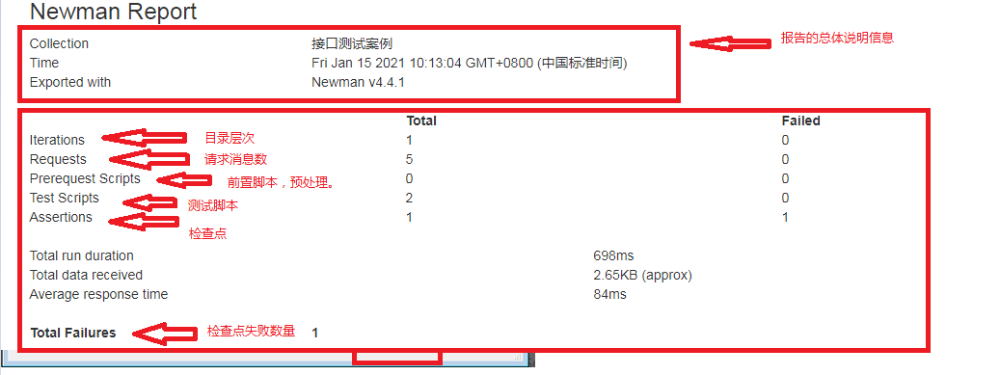 Newman Report
Collection 接口测试案例 报告的总体说明信息
Time Fri Jan 15 2021 10:13:04 GMT+0800 (中国标准时间)
Exported with Newman v4.4.1
Total Failed
Iterations 目录层次 1 0
Requests 请求消息数 5 0
Prerequest Scripts 前置脚本，预处理。 0 0
Test Scripts 测试脚本 2 0
Assertions 检查点 1 1
Total run duration 698ms
Total data received 2.65KB (approx)
Average response time 84ms
Total Failures 检查点失败数量 1